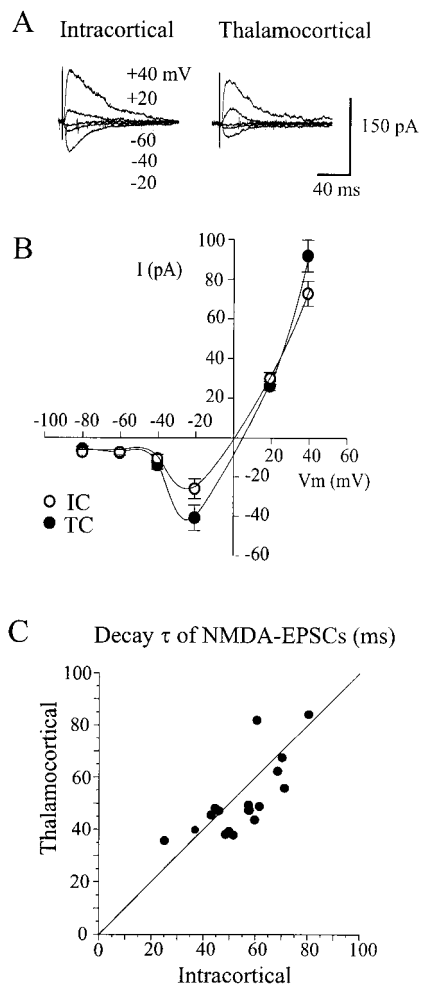 A
Intracortical Thalamocortical
+40 mV
+20
-60
-40
-20
150 pA
40 ms
B
I (pA)
100
80
60
40
20
-100 -80 -60 -40 -20
20 40 60
Vm (mV)
-20
-40
-60
IC
TC
C
Decay τ of NMDA-EPSCs (ms)
Thalamocortical
100
80
60
40
20
0
0 20 40 60 80 100
Intracortical